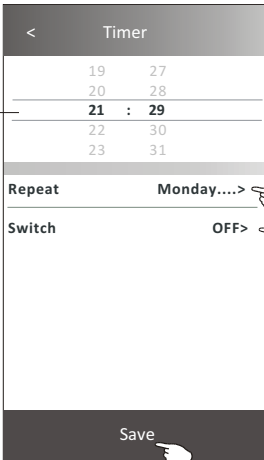 < Timer
19 27
20 28
21 : 29
22 30
23 31
Repeat Monday....>
Switch OFF>
Save